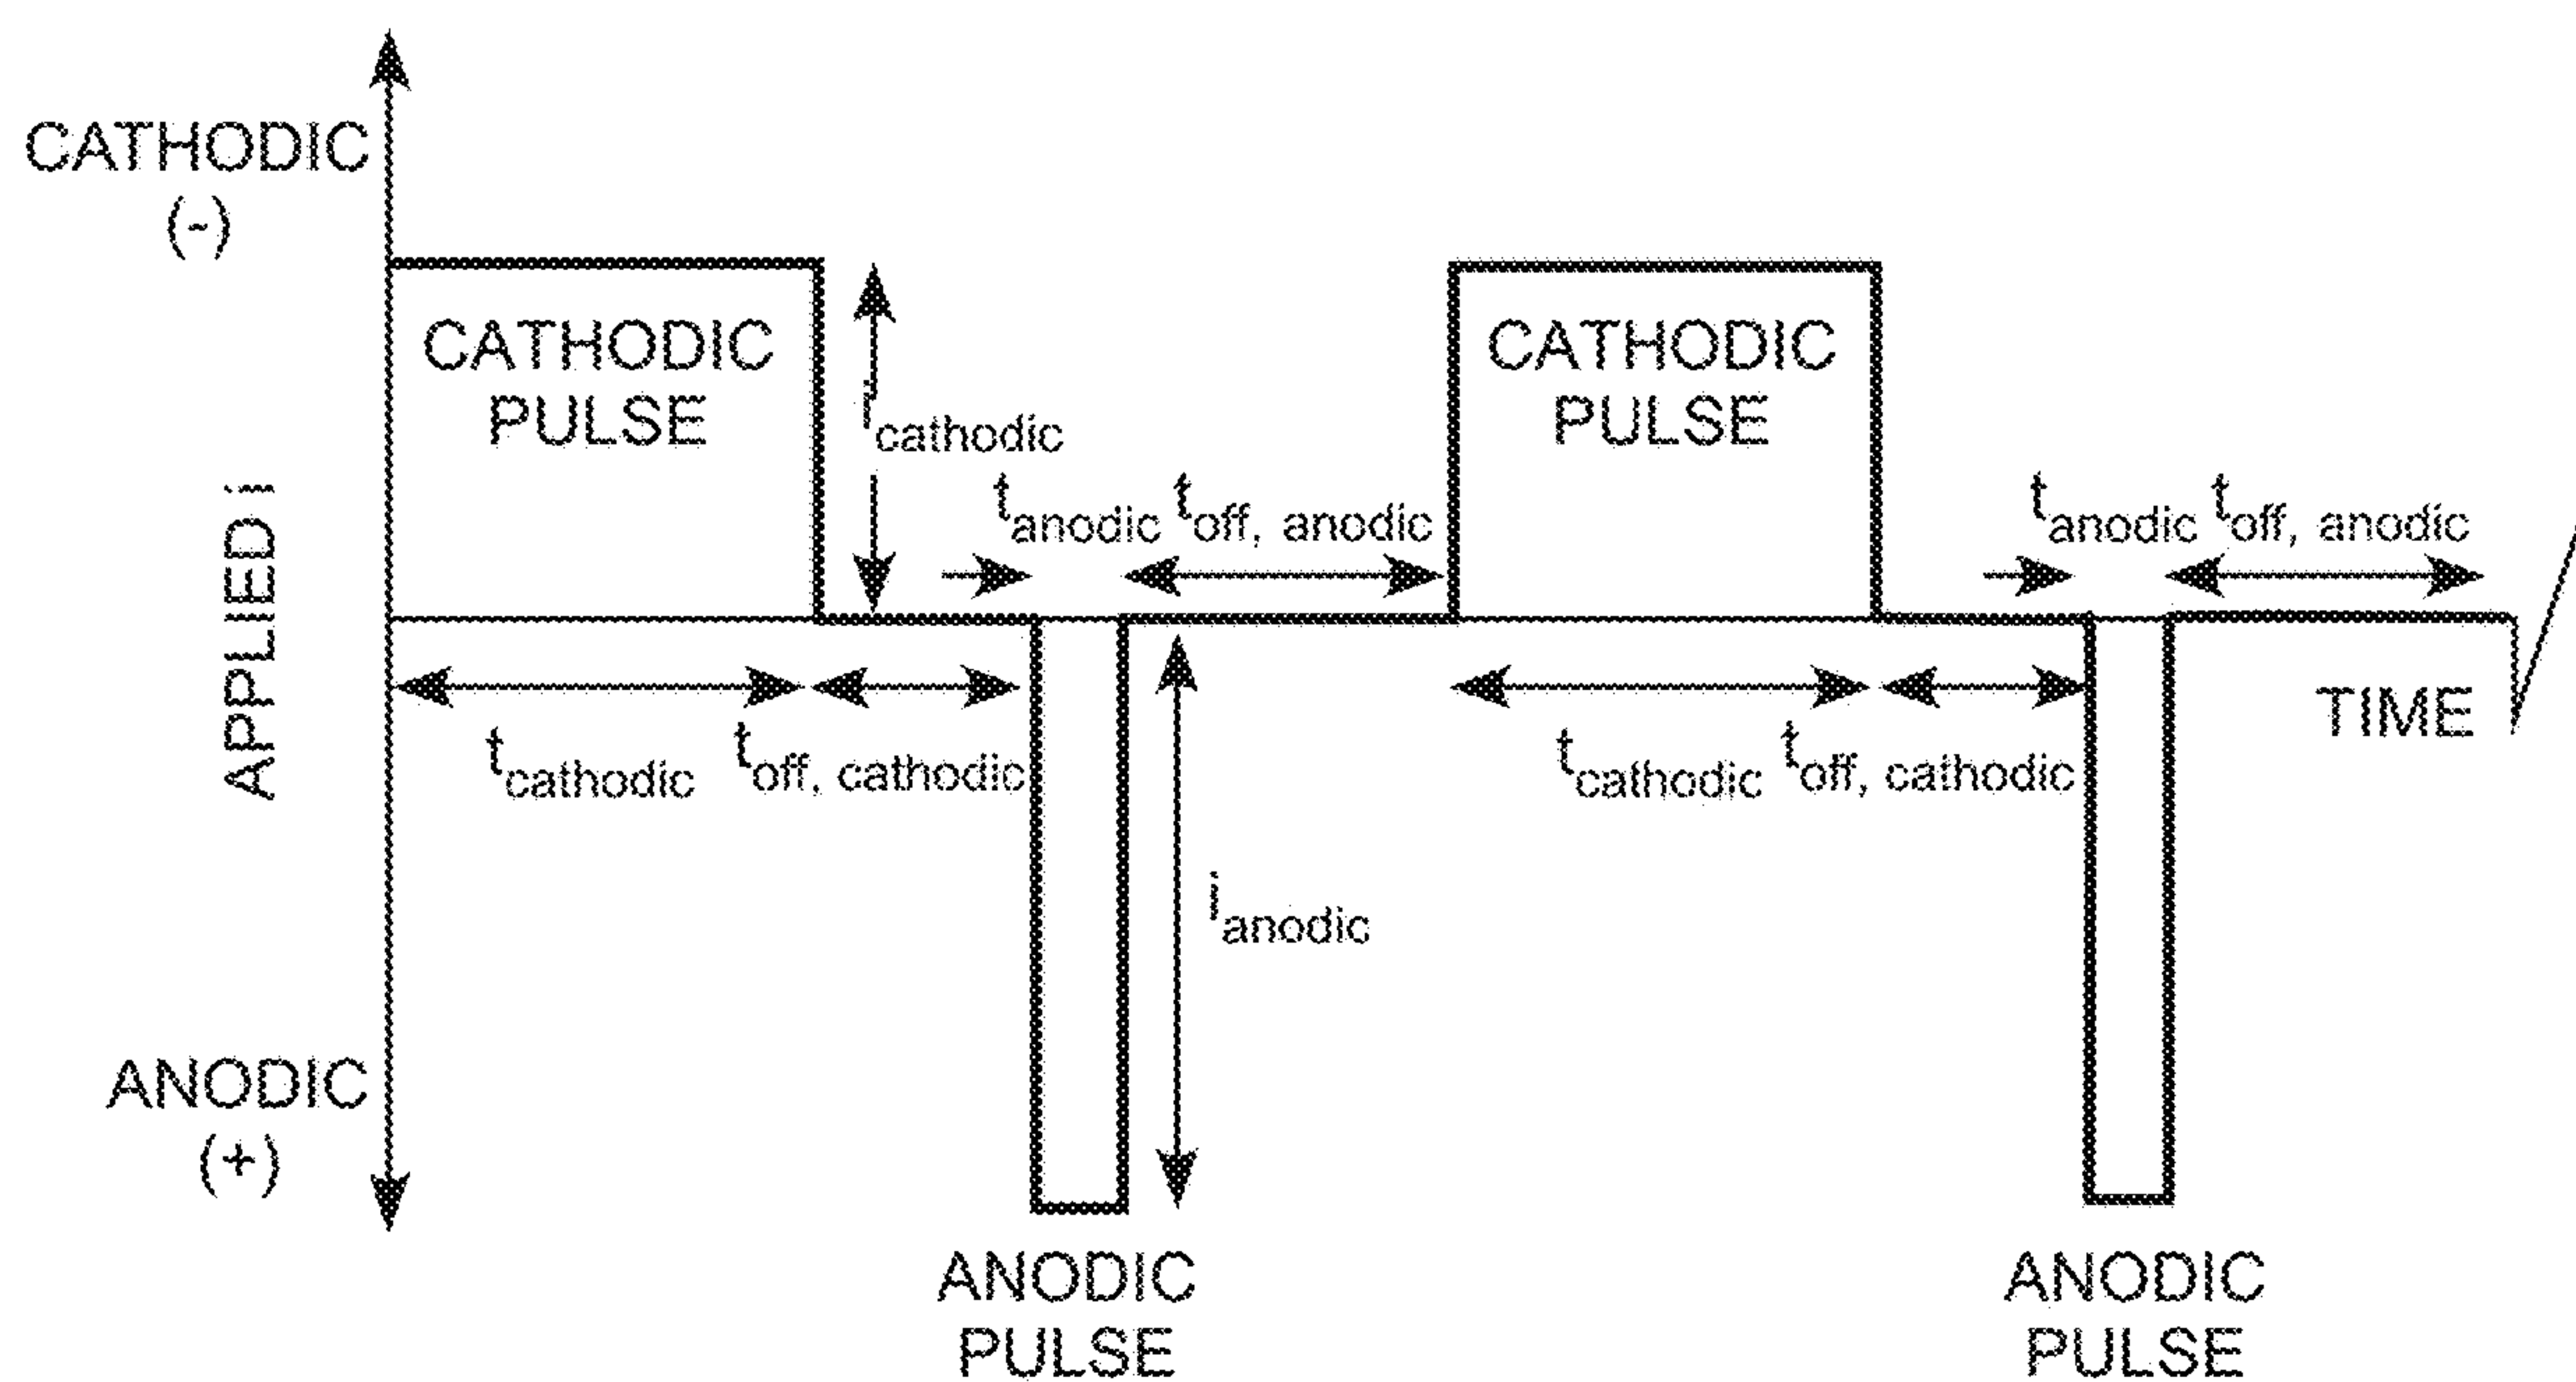 CATHODIC
(-)
CATHODIC
PULSE
i cathodic
t anodic t off, anodic
CATHODIC
PULSE
t anodic t off, anodic
APPLIED i
t cathodic t off, cathodic
t cathodic t off, cathodic
TIME
i anodic
ANODIC
(+)
ANODIC
PULSE
ANODIC
PULSE